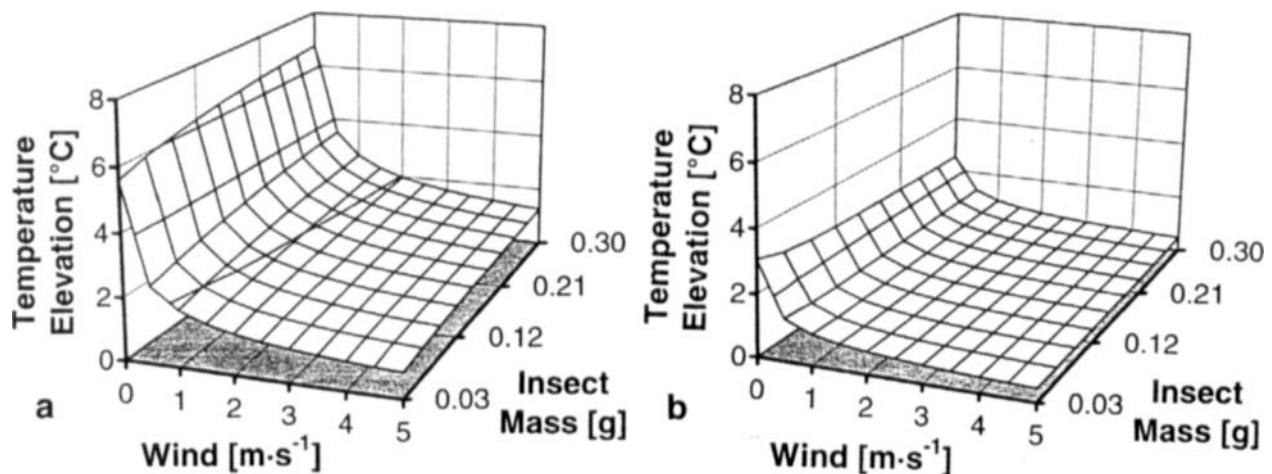 8
6
4
2
0
Temperature
Elevation [°C]
0
1
2
3
4
5
Wind [m·s⁻¹]
0.30
0.21
0.12
0.03
Insect
Mass [g]
a
8
6
4
2
0
Temperature
Elevation [°C]
0
1
2
3
4
5
Wind [m·s⁻¹]
0.30
0.21
0.12
0.03
Insect
Mass [g]
b